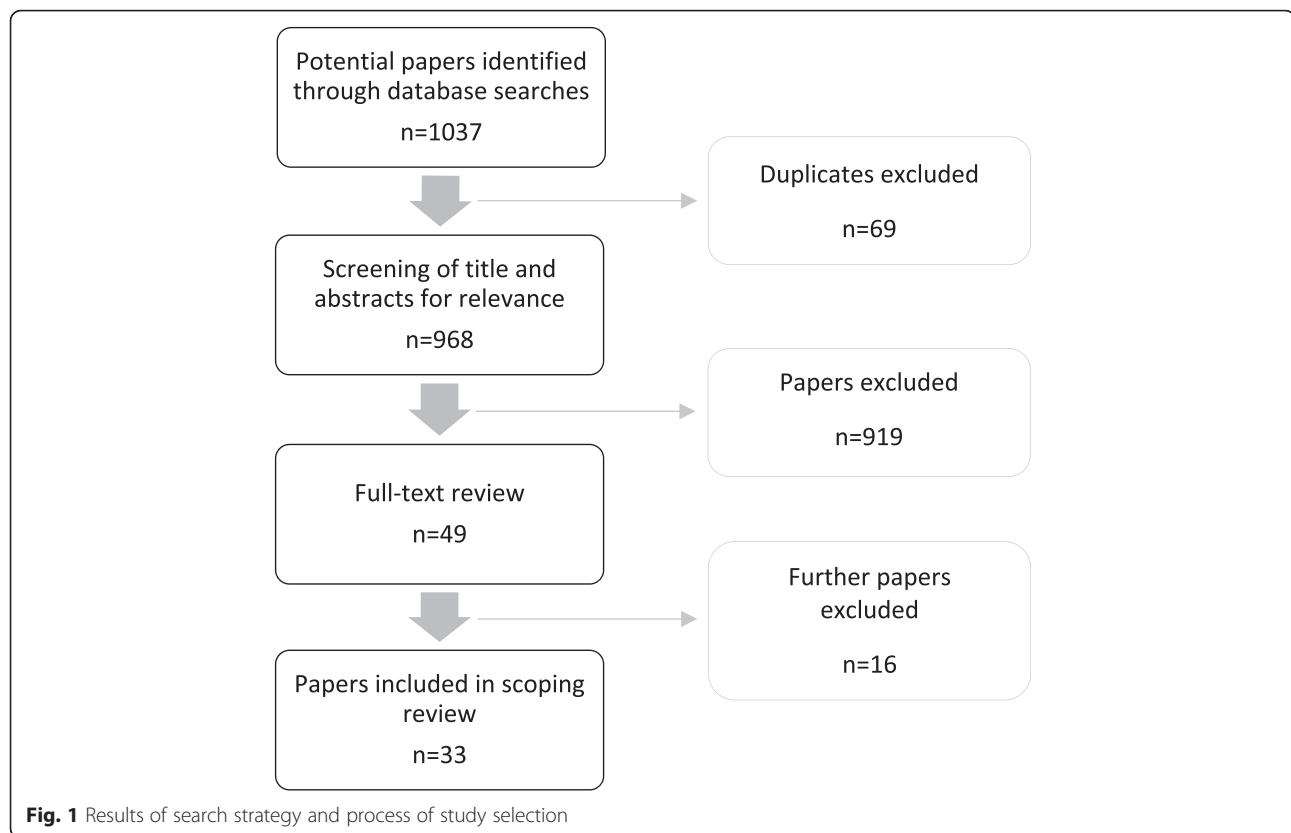 Potential papers identified
through database searches
n=1037
Duplicates excluded
n=69
Screening of title and
abstracts for relevance
n=968
Papers excluded
n=919
Full-text review
n=49
Further papers
excluded
n=16
Papers included in scoping
review
n=33
Fig. 1 Results of search strategy and process of study selection